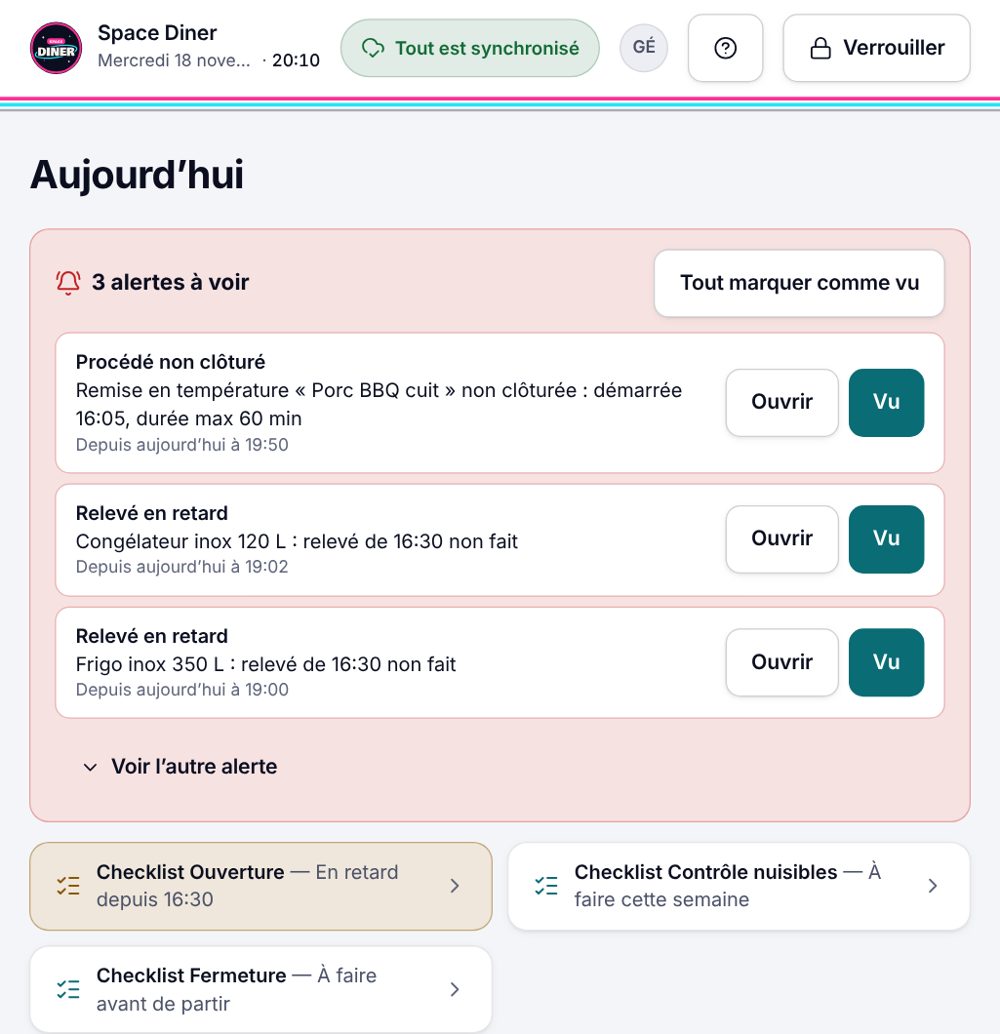 SPACE
DINER
Space Diner
Mercredi 18 nove... · 20:10
Tout est synchronisé
GÉ
Verrouiller
Aujourd’hui
3 alertes à voir
Tout marquer comme vu
Procédé non clôturé
Remise en température « Porc BBQ cuit » non clôturée : démarrée
16:05, durée max 60 min
Depuis aujourd’hui à 19:50
Ouvrir
Vu
Relevé en retard
Congélateur inox 120 L : relevé de 16:30 non fait
Depuis aujourd’hui à 19:02
Ouvrir
Vu
Relevé en retard
Frigo inox 350 L : relevé de 16:30 non fait
Depuis aujourd’hui à 19:00
Ouvrir
Vu
Voir l’autre alerte
Checklist Ouverture — En retard
depuis 16:30
Checklist Contrôle nuisibles — À
faire cette semaine
Checklist Fermeture — À faire
avant de partir